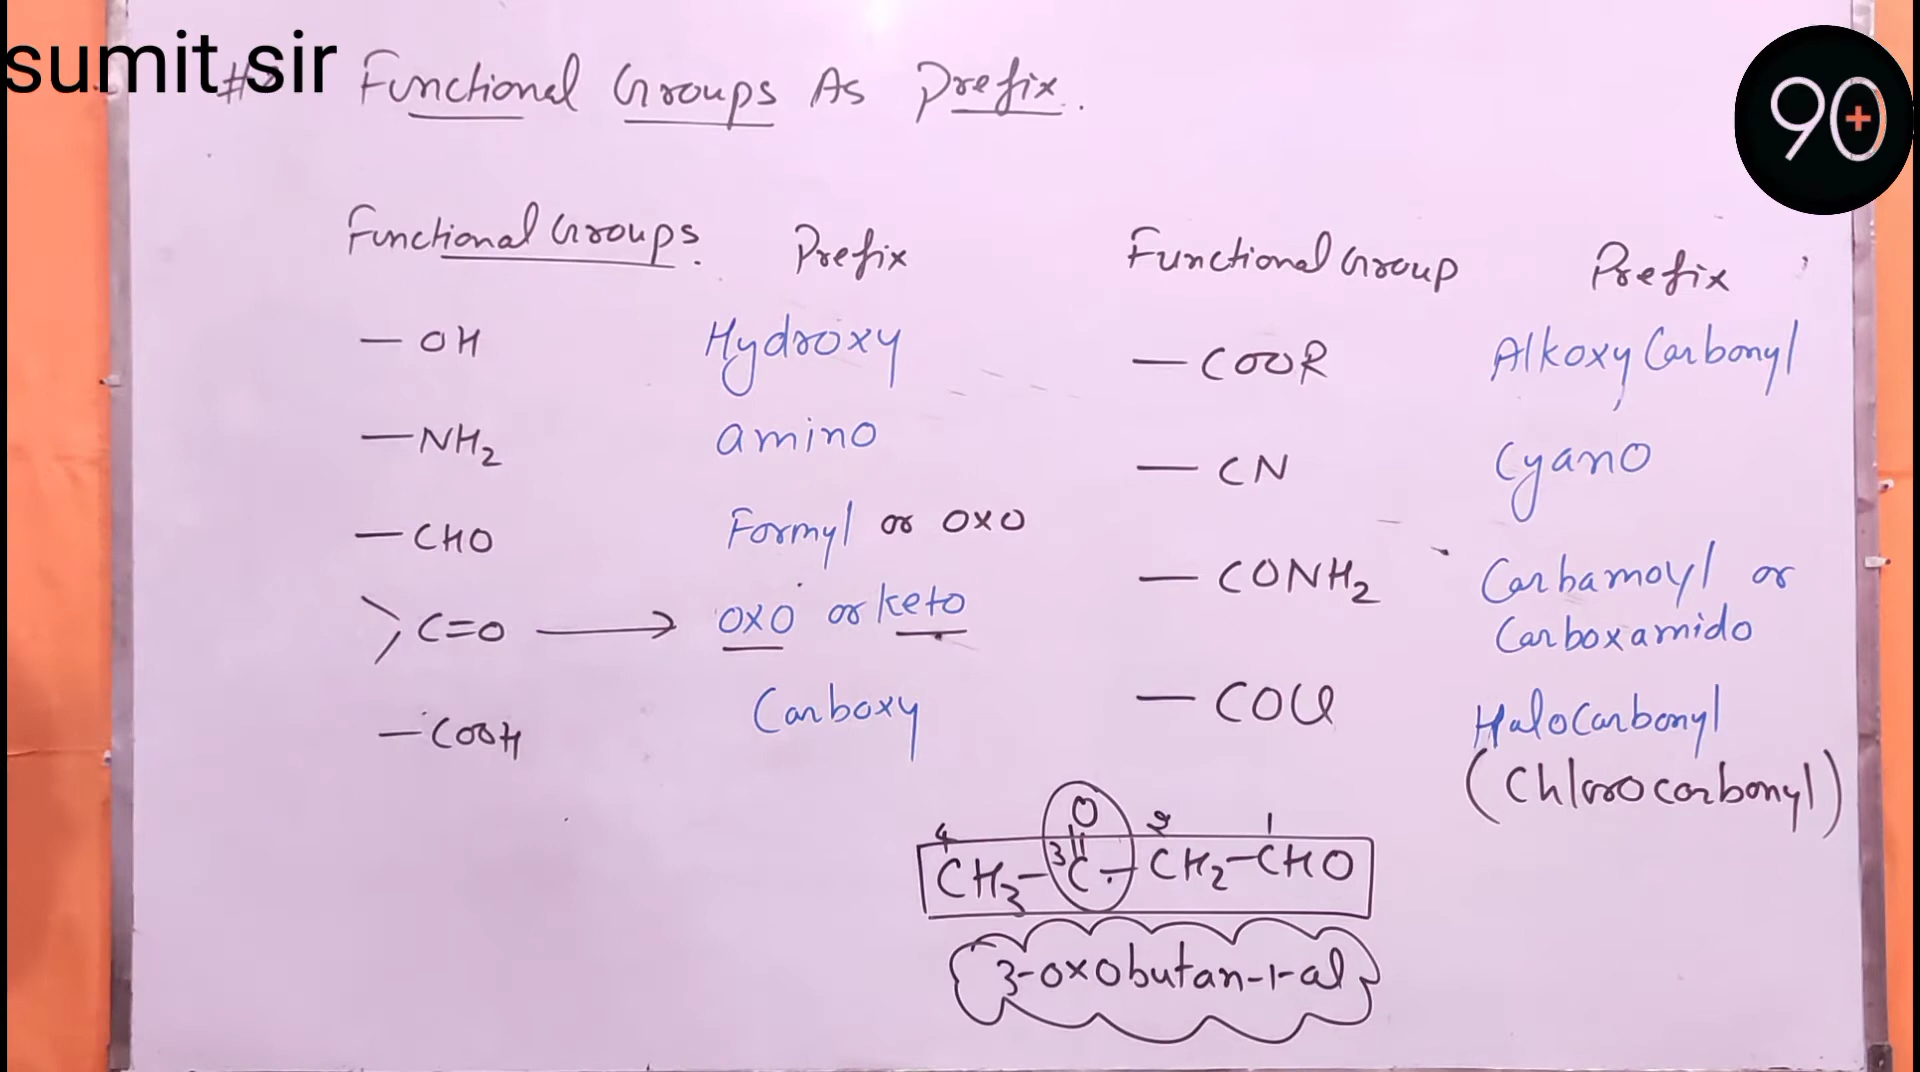 sumit sir
# Functional Groups As Prefix.
90+
Functional Groups. Prefix
— OH Hydroxy
— NH₂ amino
— CHO Formyl or oxo
>C=O → oxo or keto
— COOH Carboxy
Functional Group Prefix
— COOR Alkoxy Carbonyl
— CN Cyano
— CONH₂ Carbamoyl or
Carboxamido
— COCl Halocarbonyl
(Chlorocarbonyl)
O
4 3 2 1
CH₃-C-CH₂-CHO
3-oxobutan-1-al